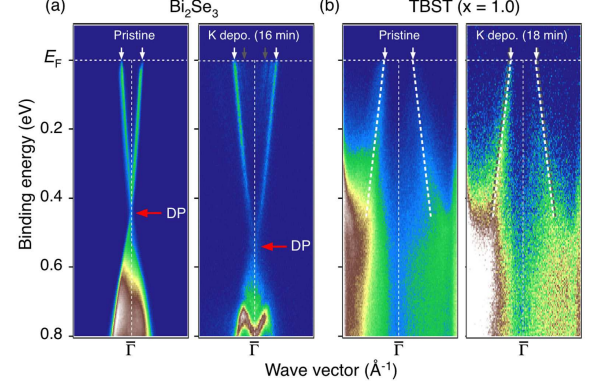 (a) Bi₂Se₃ (b) TBST (x = 1.0)
Pristine K depo. (16 min) Pristine K depo. (18 min)
E_F
0.2
0.4
DP
DP
0.6
0.8
Binding energy (eV)
Γ̅ Γ̅ Γ̅ Γ̅
Wave vector (Å⁻¹)